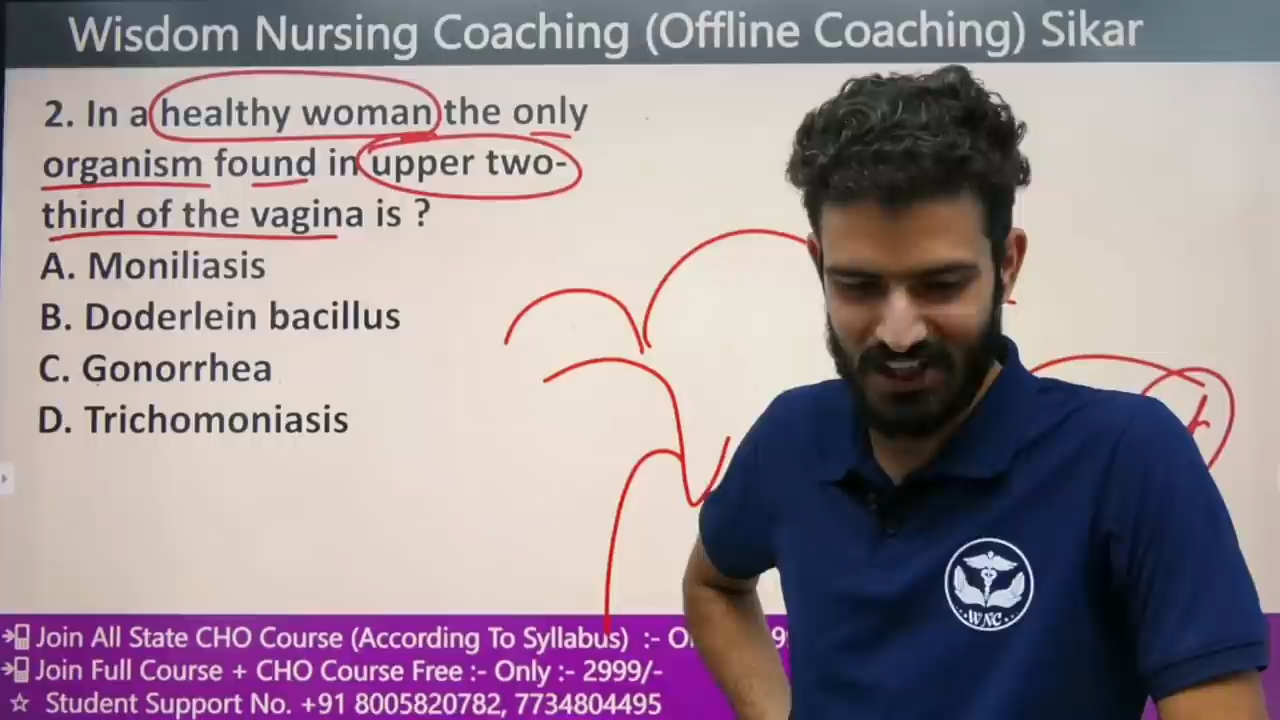 Wisdom Nursing Coaching (Offline Coaching) Sikar
2. In a healthy woman the only
organism found in upper two-
third of the vagina is ?
A. Moniliasis
B. Doderlein bacillus
C. Gonorrhea
D. Trichomoniasis
WNC
Join All State CHO Course (According To Syllabus) :-
Join Full Course + CHO Course Free :- Only :- 2999/-
☆ Student Support No. +91 8005820782, 7734804495